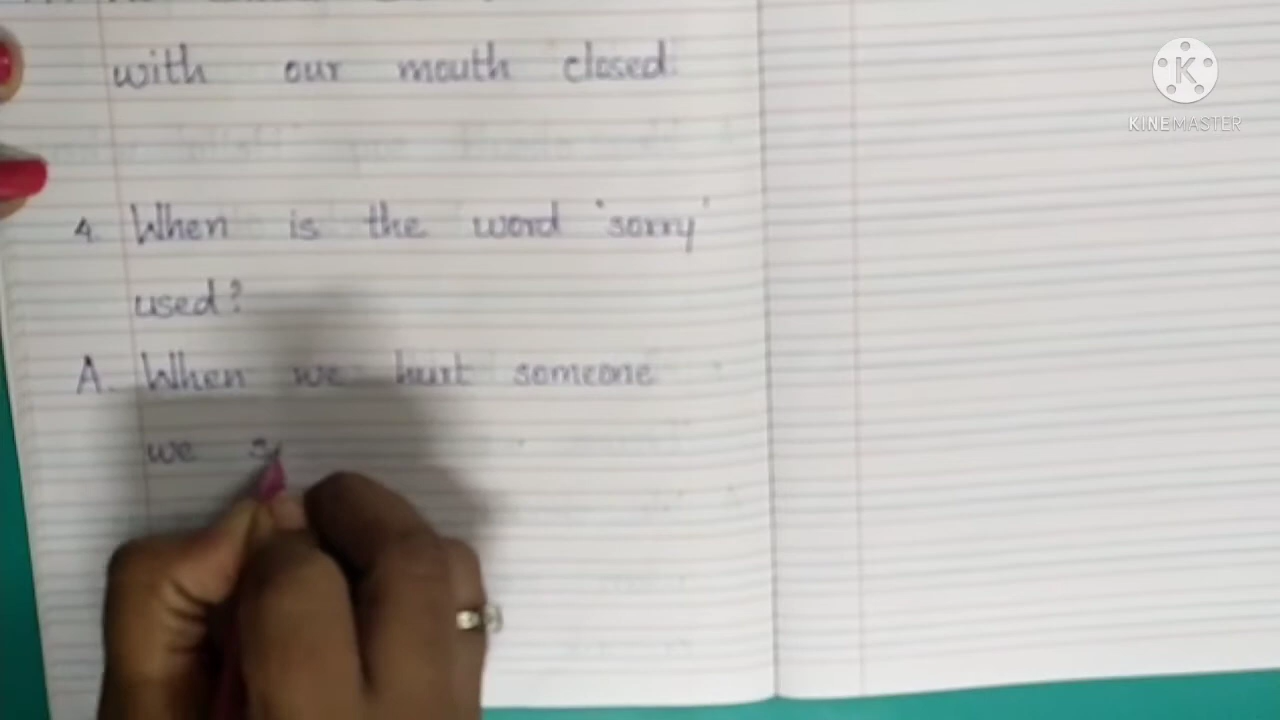 with our mouth closed.
4. When is the word 'sorry'
used?
A. When we hurt someone
we
KINEMASTER